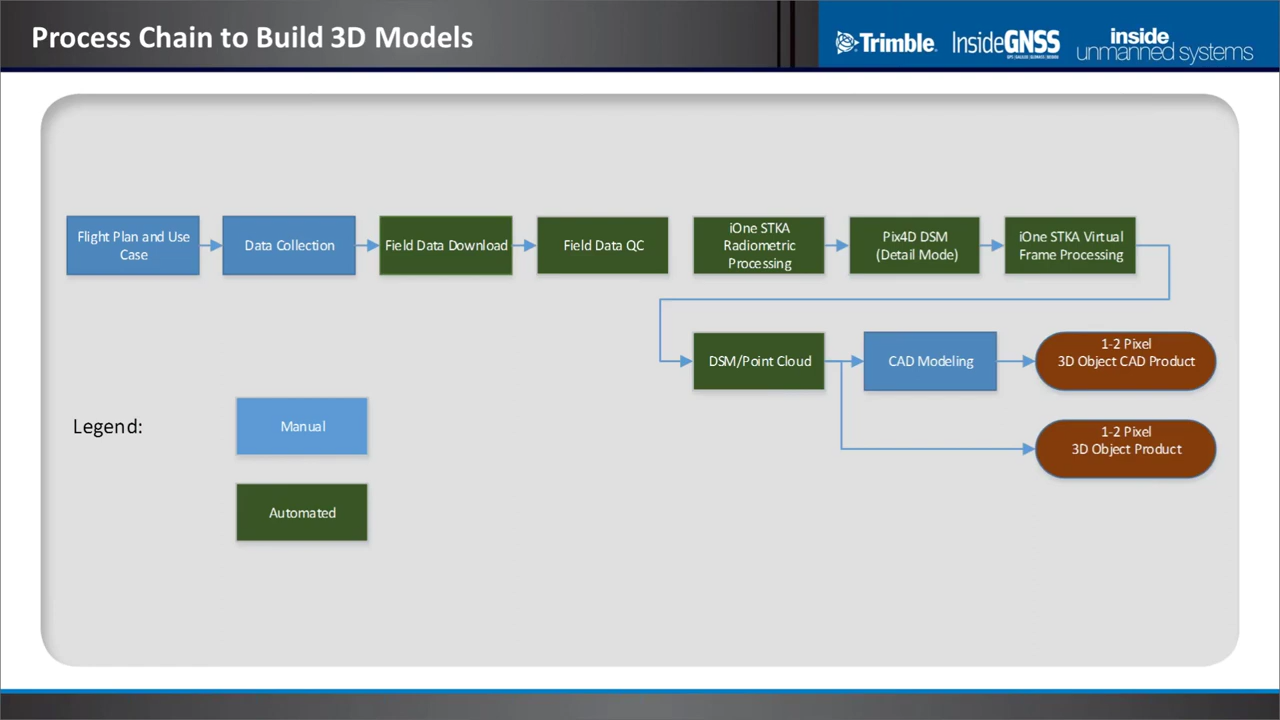 Process Chain to Build 3D Models
Trimble
InsideGNSS
inside
unmanned systems
Flight Plan and Use
Case
Data Collection
Field Data Download
Field Data QC
iOne STKA
Radiometric
Processing
Pix4D DSM
(Detail Mode)
iOne STKA Virtual
Frame Processing
DSM/Point Cloud
CAD Modeling
1-2 Pixel
3D Object CAD Product
1-2 Pixel
3D Object Product
Legend:
Manual
Automated